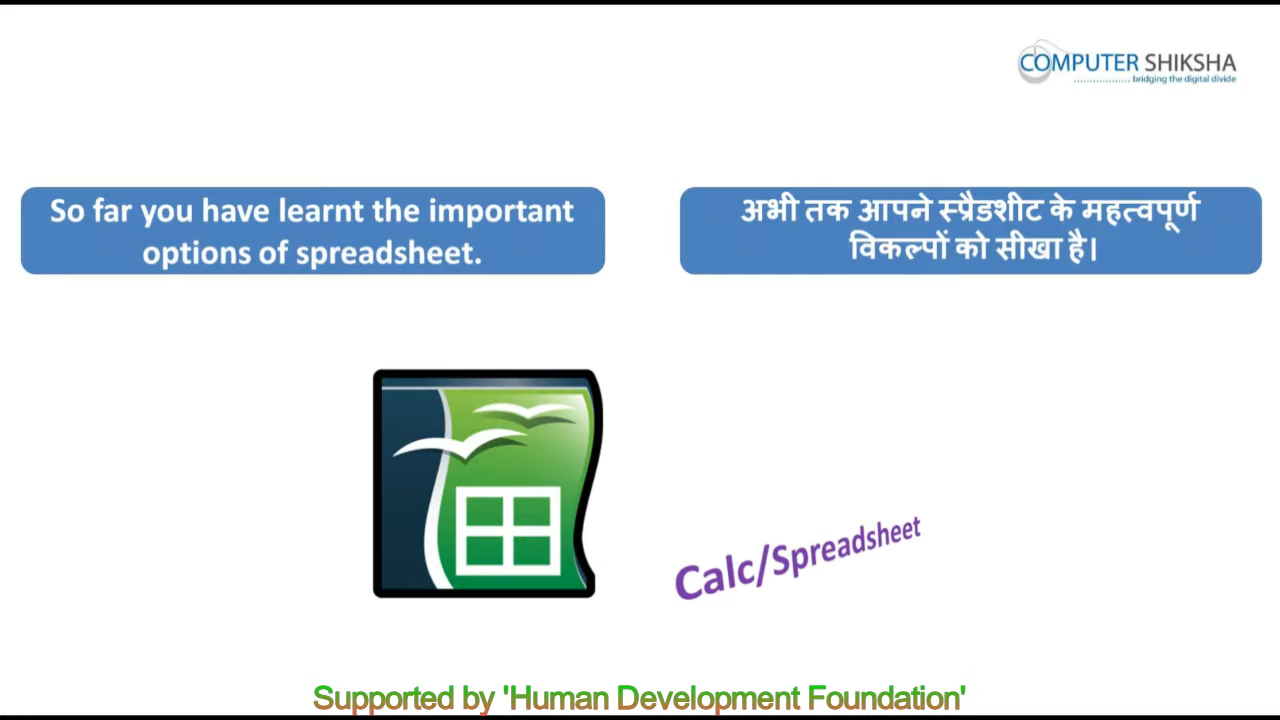 COMPUTER SHIKSHA
bridging the digital divide
So far you have learnt the important
options of spreadsheet.
अभी तक आपने स्प्रैडशीट के महत्वपूर्ण
विकल्पों को सीखा है।
Calc/Spreadsheet
Supported by 'Human Development Foundation'